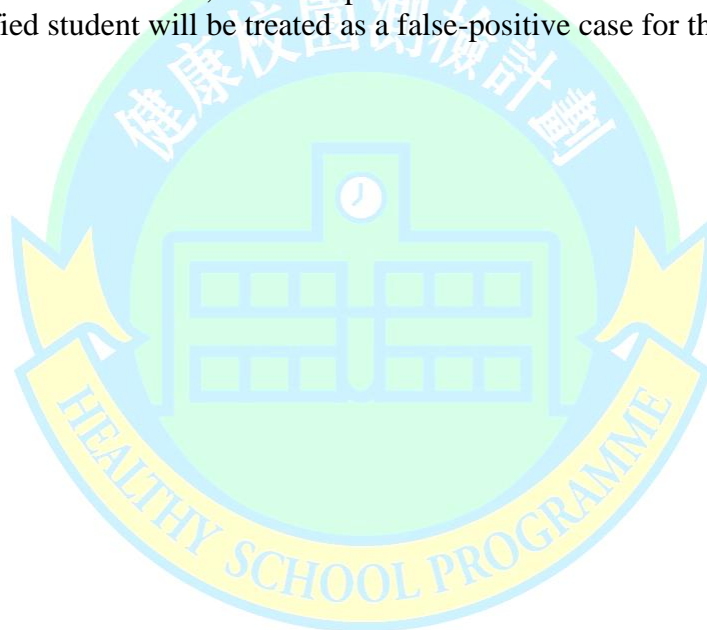 fied student will be treated as a false-positive case for th
健康校園測檢計劃
HEALTHY SCHOOL PROGRAMME